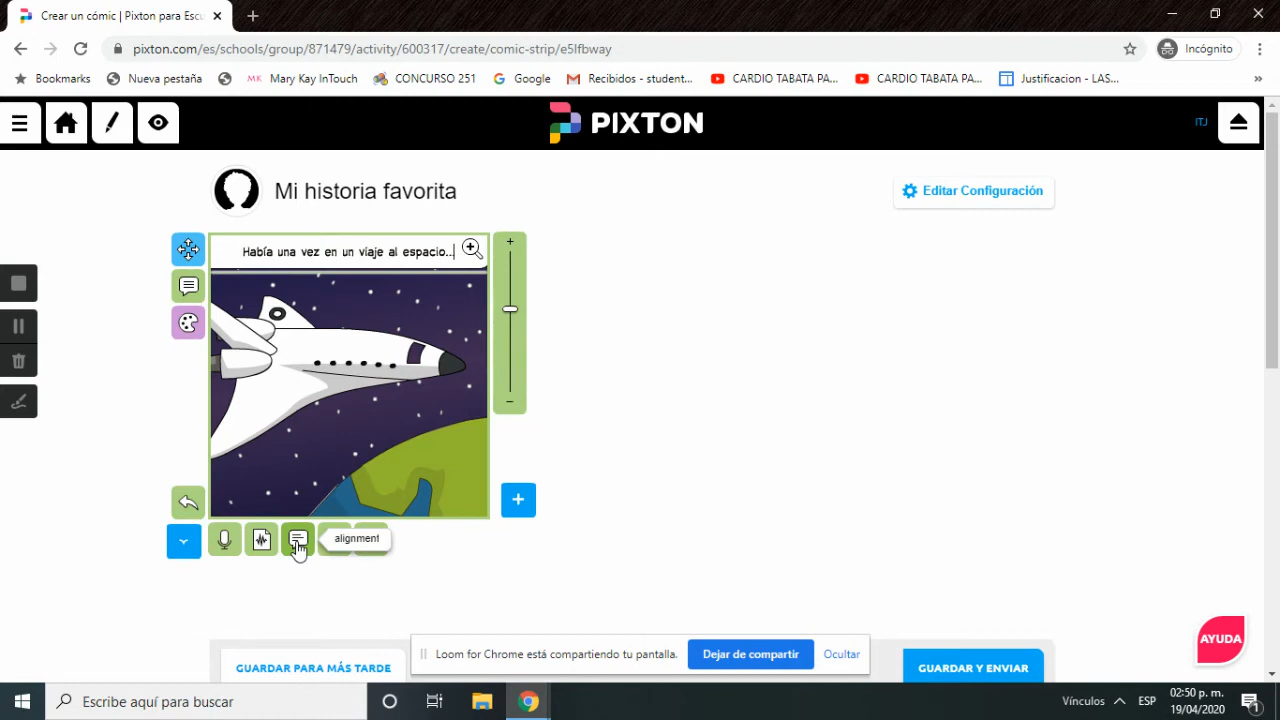 Crear un cómic | Pixton para Escu
pixton.com/es/schools/group/871479/activity/600317/create/comic-strip/e5lfbway
Incógnito
Bookmarks
Nueva pestaña
MK Mary Kay InTouch
CONCURSO 251
Google
Recibidos - student...
CARDIO TABATA PA...
CARDIO TABATA PA...
Justificacion - LAS...
PIXTON
ITJ
Mi historia favorita
Editar Configuración
Había una vez en un viaje al espacio...
alignment
AYUDA
GUARDAR PARA MÁS TARDE
Loom for Chrome está compartiendo tu pantalla.
Dejar de compartir
Ocultar
GUARDAR Y ENVIAR
Escribe aquí para buscar
Vínculos
ESP
02:50 p. m.
19/04/2020
1